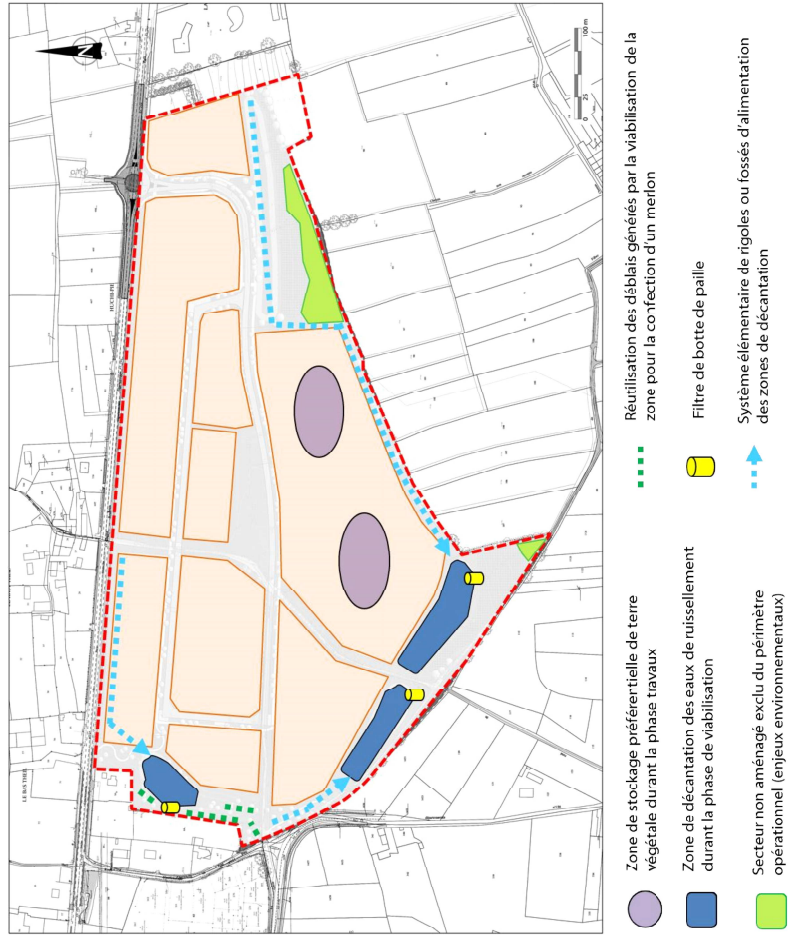 N
0
25
100 m
Zone de stockage préférentielle de terre
végétale durant la phase travaux
Zone de décantation des eaux de ruissellement
durant la phase de viabilisation
Secteur non aménagé exclu du périmètre
opérationnel (enjeux environnementaux)
Réutilisation des déblais générés par la viabilisation de la
zone pour la confection d'un merlon
Filtre de botte de paille
Système élémentaire de rigoles ou fossés d'alimentation
des zones de décantation